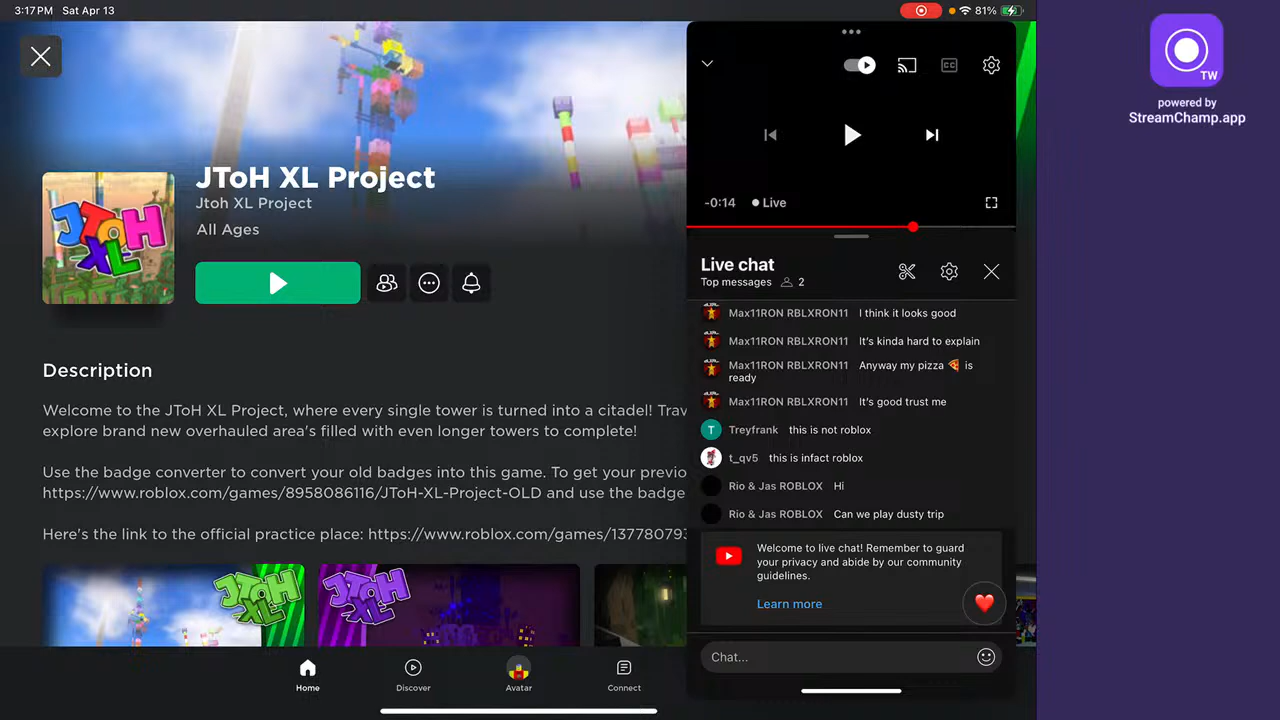 3:17 PM Sat Apr 13
81%
JToH XL Project
Jtoh XL Project
All Ages
JToH
XL
Description
Welcome to the JToH XL Project, where every single tower is turned into a citadel! Trav
explore brand new overhauled area's filled with even longer towers to complete!
Use the badge converter to convert your old badges into this game. To get your previo
https://www.roblox.com/games/8958086116/JToH-XL-Project-OLD and use the badge
Here's the link to the official practice place: https://www.roblox.com/games/137780793
JToH
XL
JToH
XL
Home
Discover
Avatar
Connect
CC
-0:14
Live
Live chat
Top messages 2
Max11RON RBLXRON11 I think it looks good
Max11RON RBLXRON11 It's kinda hard to explain
Max11RON RBLXRON11 Anyway my pizza 🍕 is
ready
Max11RON RBLXRON11 It's good trust me
T Treyfrank this is not roblox
t_qv5 this is infact roblox
Rio & Jas ROBLOX Hi
Rio & Jas ROBLOX Can we play dusty trip
Welcome to live chat! Remember to guard
your privacy and abide by our community
guidelines.
Learn more
Chat...
TW
powered by
StreamChamp.app